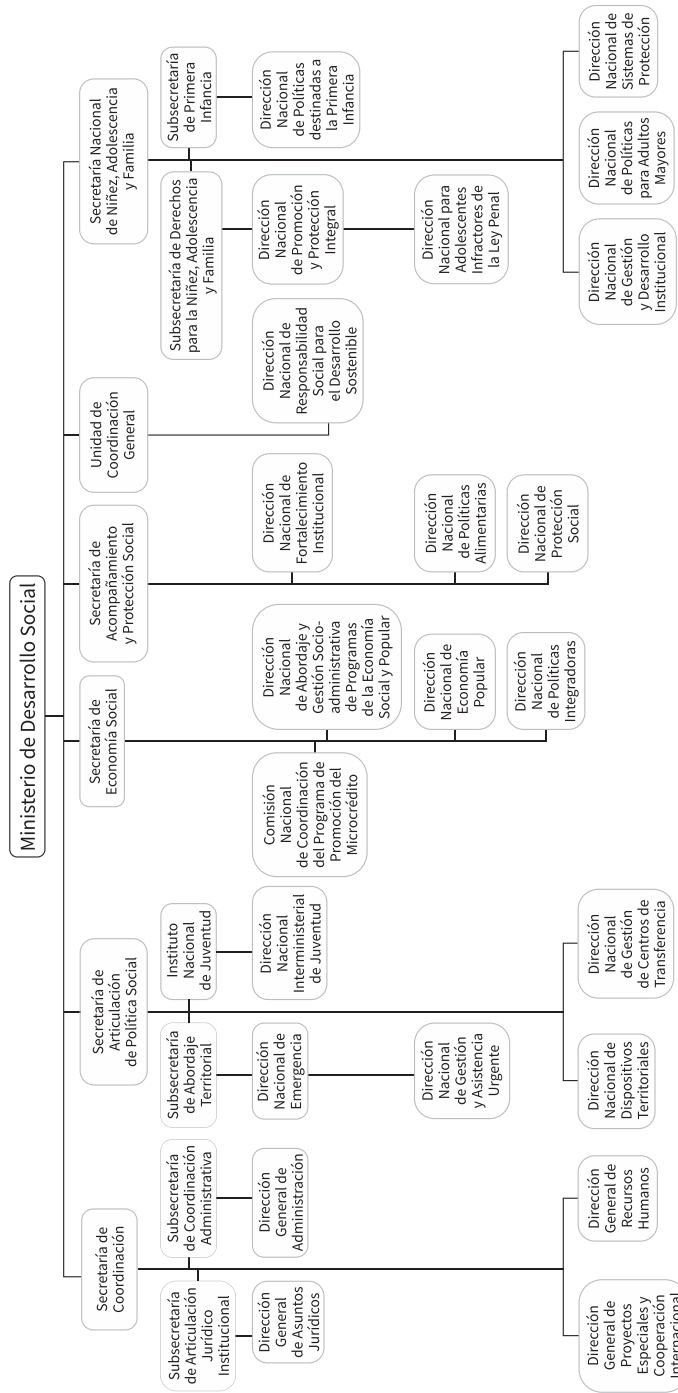 Ministerio de Desarrollo Social
Secretaría de
Coordinación
Secretaría de
Articulación
de Política Social
Secretaría de
Economía Social
Secretaría de
Acompañamiento
y Protección Social
Unidad de
Coordinación
General
Secretaría Nacional
de Niñez, Adolescencia
y Familia
Subsecretaría
de Articulación
Jurídico
Institucional
Subsecretaría
de Coordinación
Administrativa
Subsecretaría
de Abordaje
Territorial
Instituto
Nacional
de Juventud
Subsecretaría de Derechos
para la Niñez, Adolescencia
y Familia
Subsecretaría
de Primera
Infancia
Dirección
General
de Asuntos
Jurídicos
Dirección
General de
Administración
Dirección
Nacional de
Emergencia
Dirección
Nacional
Interministerial
de Juventud
Comisión
Nacional
de Coordinación
del Programa de
Promoción del
Microcrédito
Dirección
Nacional
de Abordaje y
Gestión Socio-
administrativa
de Programas
de la Economía
Social y Popular
Dirección
Nacional de
Fortalecimiento
Institucional
Dirección
Nacional de
Responsabilidad
Social para
el Desarrollo
Sostenible
Dirección
Nacional
de Promoción
y Protección
Integral
Dirección
Nacional
de Políticas
destinadas a
la Primera
Infancia
Dirección
Nacional
de Gestión
y Asistencia
Urgente
Dirección
Nacional de
Economía
Popular
Dirección
Nacional
de Políticas
Alimentarias
Dirección
Nacional para
Adolescentes
Infractores de
la Ley Penal
Dirección
Nacional
de Políticas
Integradoras
Dirección
Nacional de
Protección
Social
Dirección
General de
Proyectos
Especiales y
Cooperación
Internacional
Dirección
General de
Recursos
Humanos
Dirección
Nacional de
Dispositivos
Territoriales
Dirección
Nacional
de Gestión
de Centros de
Transferencia
Dirección
Nacional
de Gestión
y Desarrollo
Institucional
Dirección
Nacional
de Políticas
para Adultos
Mayores
Dirección
Nacional de
Sistemas de
Protección